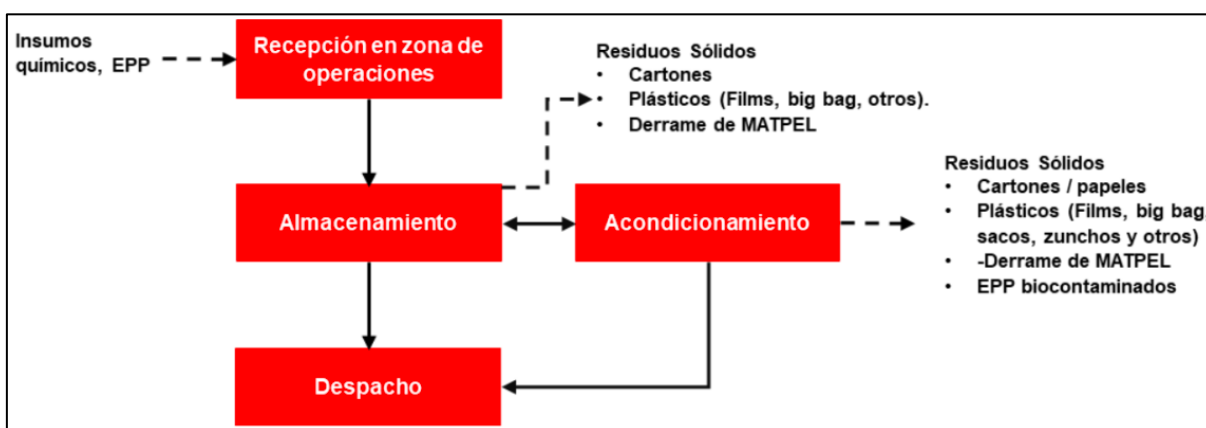 Insumos
químicos, EPP
Recepción en zona de
operaciones
Residuos Sólidos
• Cartones
• Plásticos (Films, big bag, otros).
• Derrame de MATPEL
Almacenamiento
Acondicionamiento
Residuos Sólidos
• Cartones / papeles
• Plásticos (Films, big bag,
sacos, zunchos y otros)
• -Derrame de MATPEL
• EPP biocontaminados
Despacho